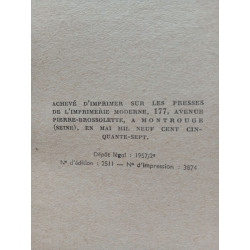 ACHEVÉ D'IMPRIMER SUR LES PRESSES
DE L'IMPRIMERIE MODERNE, 177, AVENUE
PIERRE-BROSSOLETTE, A MONTROUGE
(SEINE), EN MAI MIL NEUF CENT CIN-
QUANTE-SEPT.
Dépôt légal : 1957/2e
N° d'édition : 2511 — N° d'impression : 3874